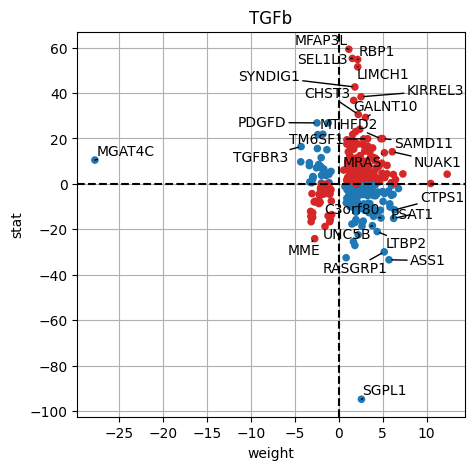 TGFb
MFAP3L
RBP1
SEL1L3
LIMCH1
SYNDIG1
KIRREL3
CHST3
GALNT10
PDGFD
MTHFD2
TM6SF1
SAMD11
MGAT4C
TGFBR3
MRAS
NUAK1
CTPS1
C3orf80
PSAT1
UNC5B
LTBP2
MME
RASGRP1
ASS1
SGPL1
60
40
20
0
−20
−40
−60
−80
−100
stat
−25 −20 −15 −10 −5 0 5 10
weight